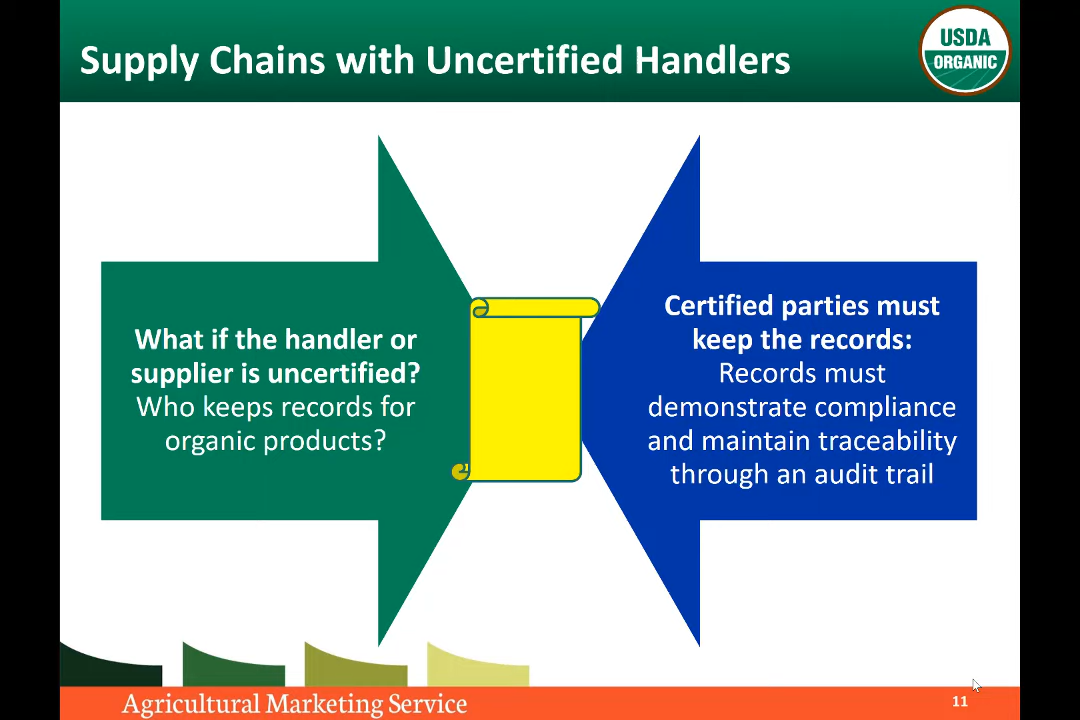 Supply Chains with Uncertified Handlers
USDA
ORGANIC
What if the handler or
supplier is uncertified?
Who keeps records for
organic products?
Certified parties must
keep the records:
Records must
demonstrate compliance
and maintain traceability
through an audit trail
Agricultural Marketing Service
11